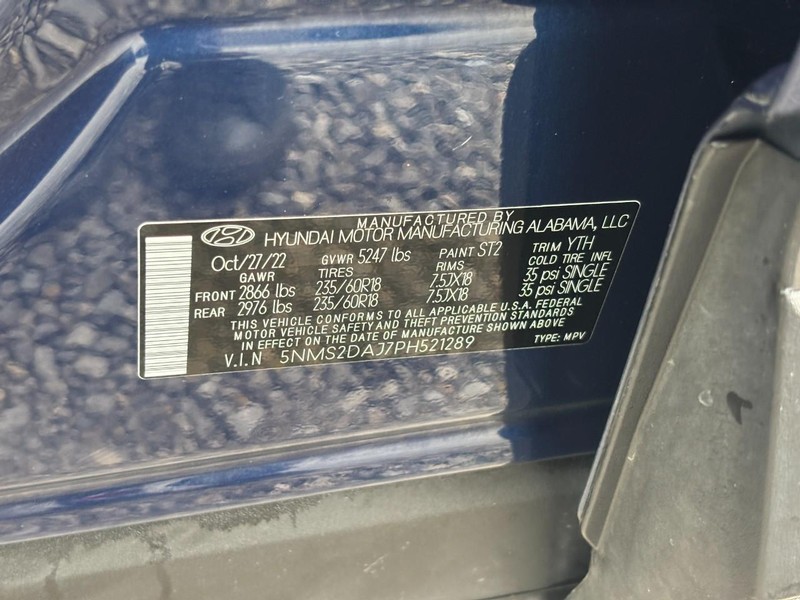 MANUFACTURED BY
HYUNDAI MOTOR MANUFACTURING ALABAMA, LLC
Oct/27/22 GVWR 5247 lbs PAINT ST2 TRIM YTH
GAWR TIRES RIMS COLD TIRE INFL
FRONT 2866 lbs 235/60R18 7.5JX18 35 psi SINGLE
REAR 2976 lbs 235/60R18 7.5JX18 35 psi SINGLE
THIS VEHICLE CONFORMS TO ALL APPLICABLE U.S.A. FEDERAL
MOTOR VEHICLE SAFETY AND THEFT PREVENTION STANDARDS
IN EFFECT ON THE DATE OF MANUFACTURE SHOWN ABOVE
V.I.N 5NMS2DAJ7PH521289 TYPE: MPV